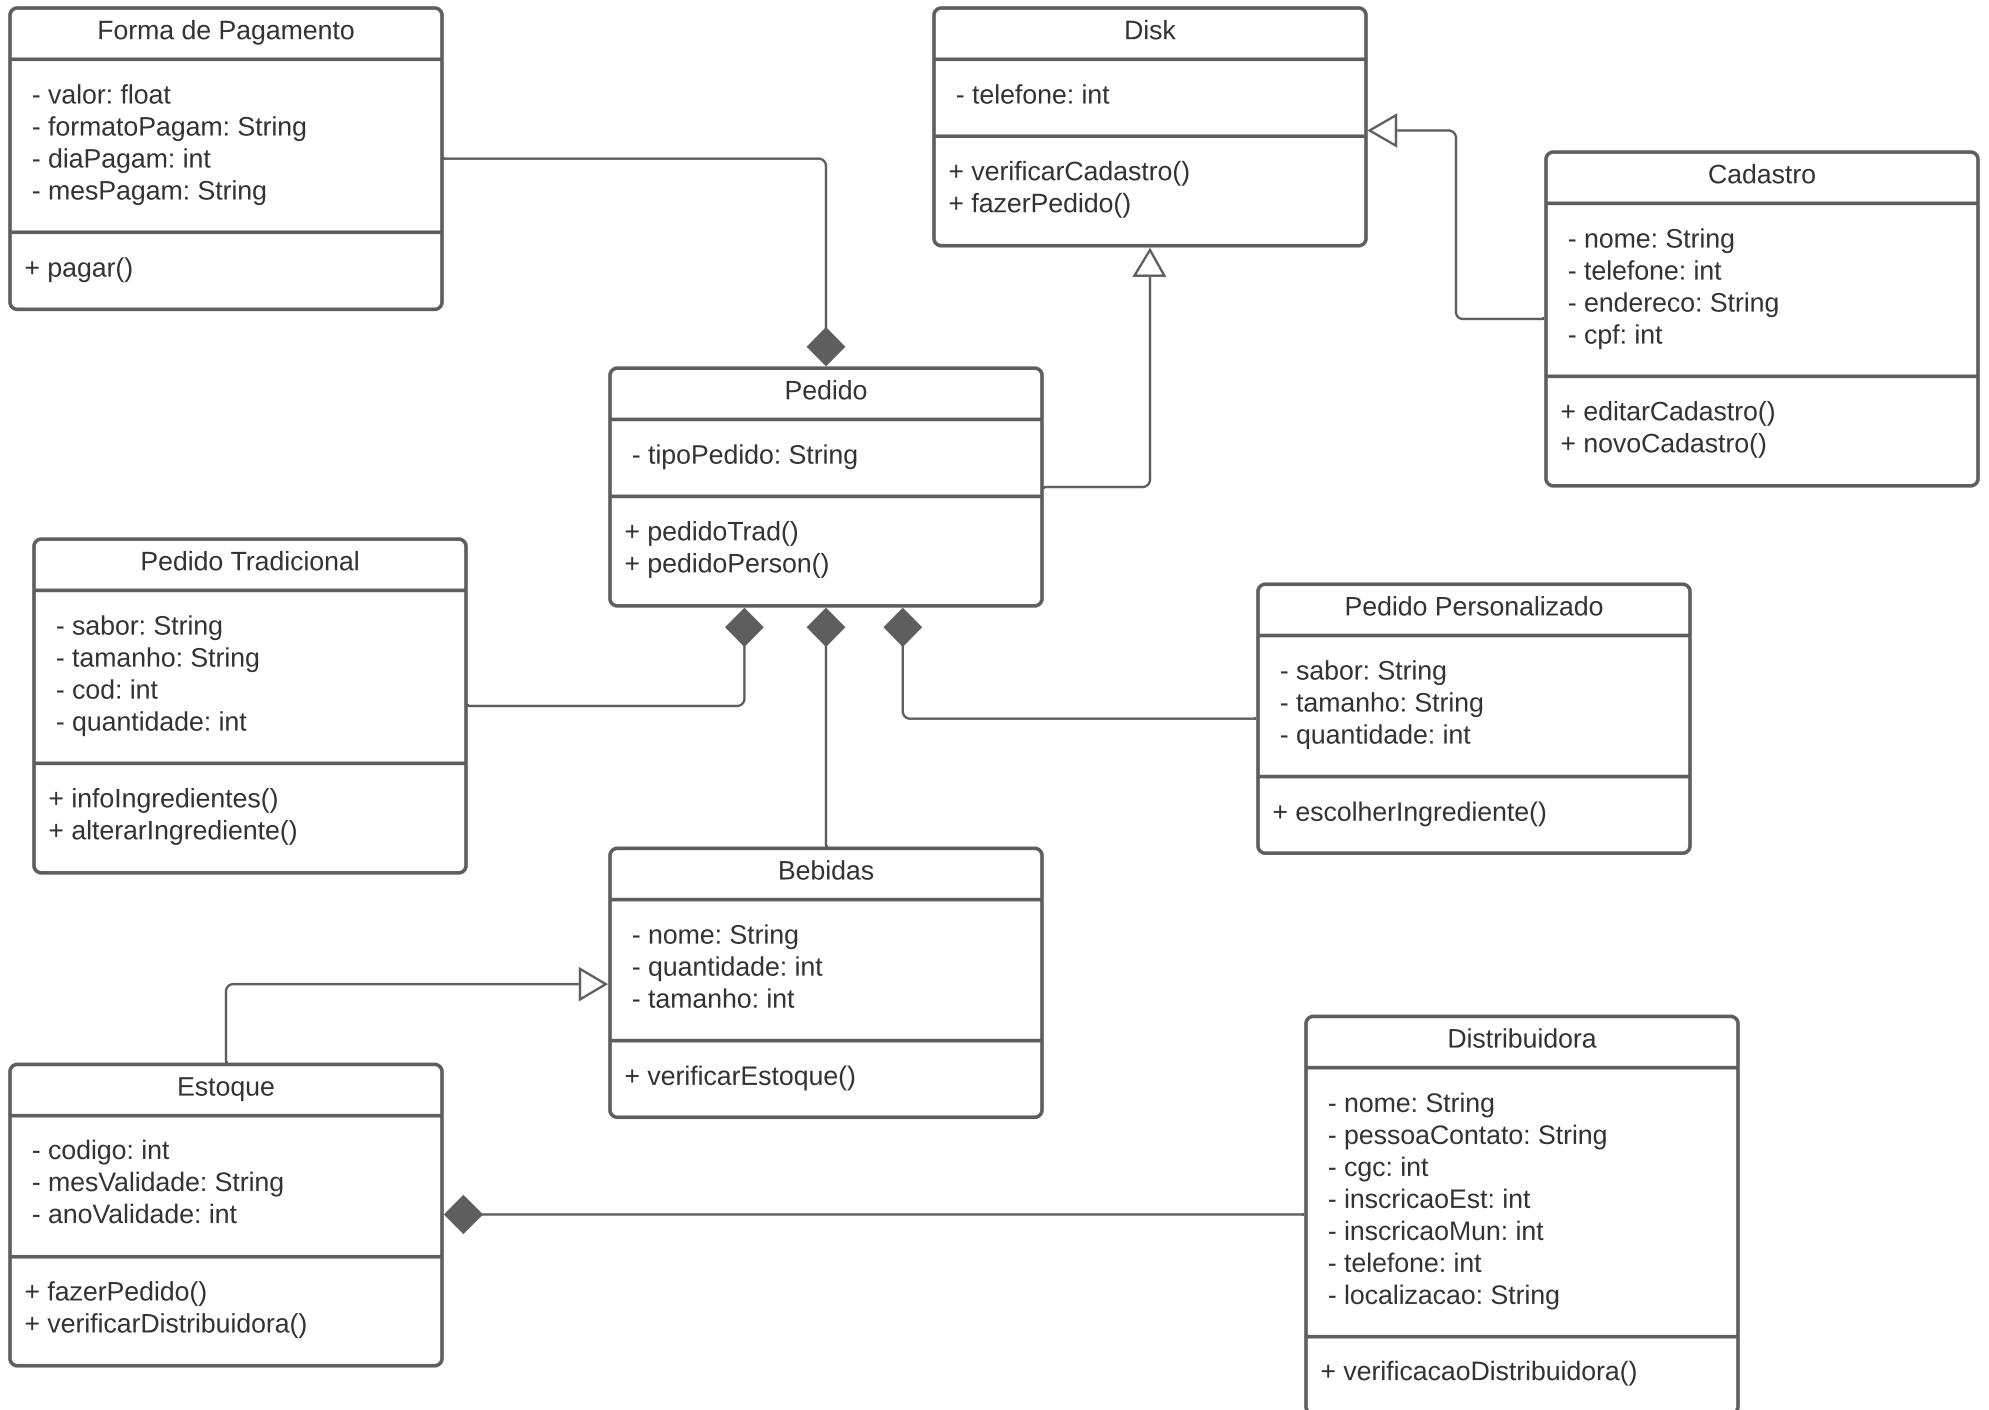 Forma de Pagamento
- valor: float
- formatoPagam: String
- diaPagam: int
- mesPagam: String
+ pagar()
Disk
- telefone: int
+ verificarCadastro()
+ fazerPedido()
Cadastro
- nome: String
- telefone: int
- endereco: String
- cpf: int
+ editarCadastro()
+ novoCadastro()
Pedido
- tipoPedido: String
+ pedidoTrad()
+ pedidoPerson()
Pedido Tradicional
- sabor: String
- tamanho: String
- cod: int
- quantidade: int
+ infoIngredientes()
+ alterarIngrediente()
Pedido Personalizado
- sabor: String
- tamanho: String
- quantidade: int
+ escolherIngrediente()
Bebidas
- nome: String
- quantidade: int
- tamanho: int
+ verificarEstoque()
Estoque
- codigo: int
- mesValidade: String
- anoValidade: int
+ fazerPedido()
+ verificarDistribuidora()
Distribuidora
- nome: String
- pessoaContato: String
- cgc: int
- inscricaoEst: int
- inscricaoMun: int
- telefone: int
- localizacao: String
+ verificacaoDistribuidora()